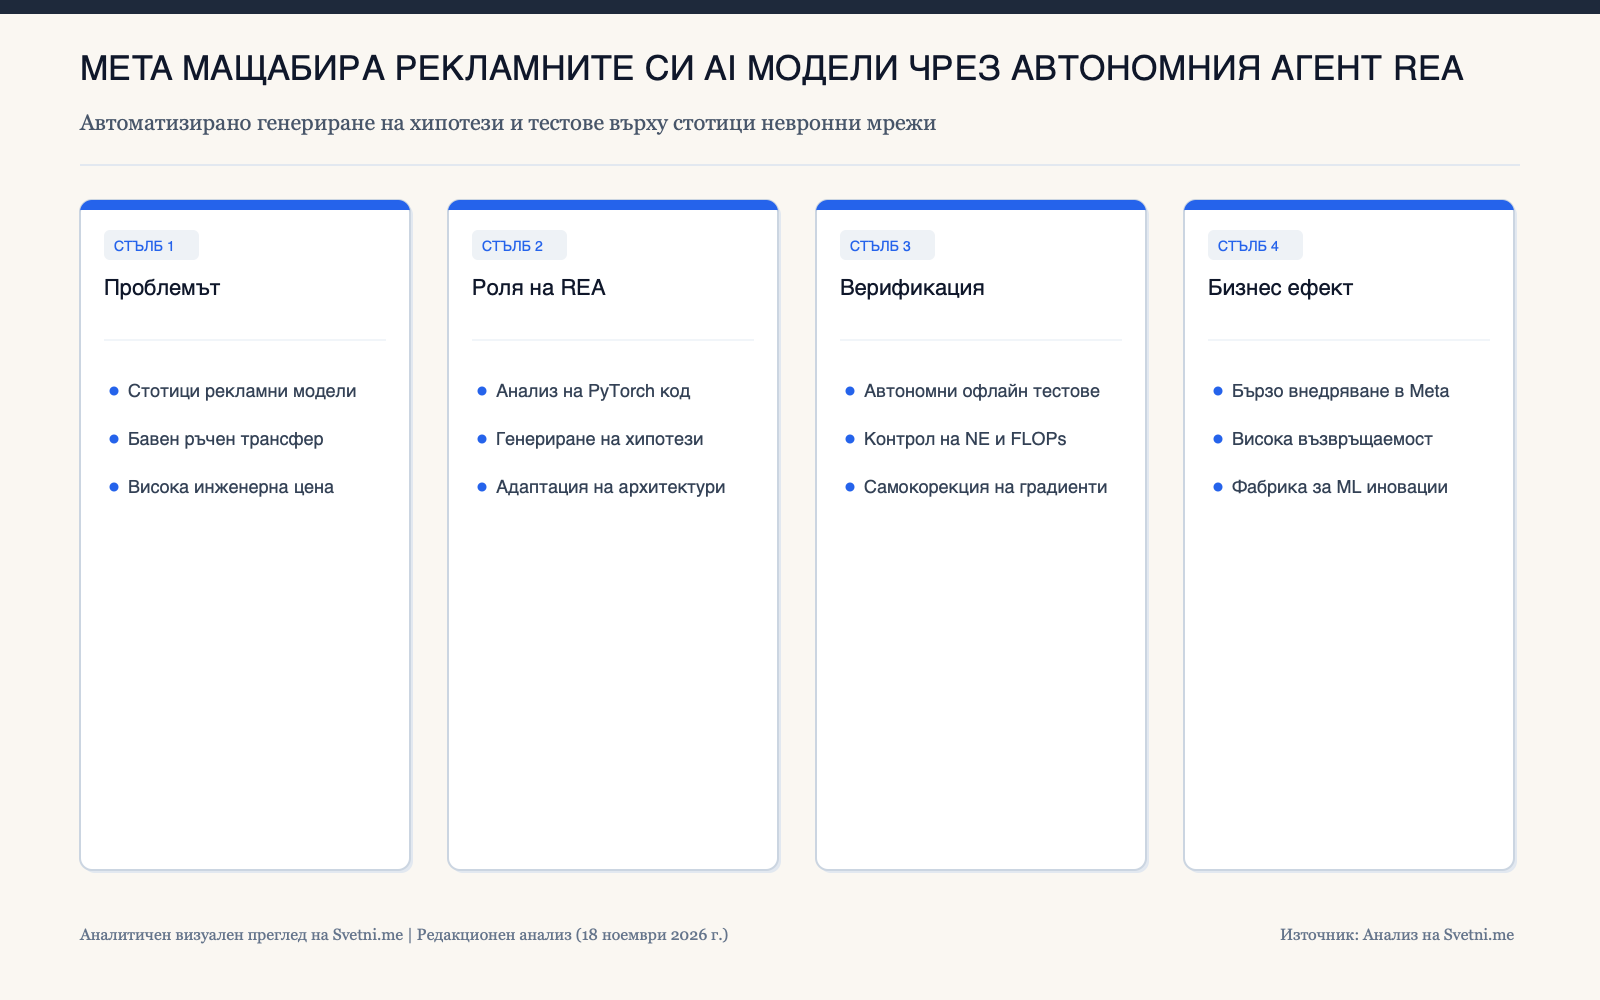 МЕТА МАЩАБИРА РЕКЛАМНИТЕ СИ AI МОДЕЛИ ЧРЕЗ АВТОНОМНИЯ АГЕНТ REA
Автоматизирано генериране на хипотези и тестове върху стотици невронни мрежи
СТЪЛБ 1
Проблемът
Стотици рекламни модели
Бавен ръчен трансфер
Висока инженерна цена
СТЪЛБ 2
Роля на REA
Анализ на PyTorch код
Генериране на хипотези
Адаптация на архитектури
СТЪЛБ 3
Верификация
Автономни офлайн тестове
Контрол на NE и FLOPs
Самокорекция на градиенти
СТЪЛБ 4
Бизнес ефект
Бързо внедряване в Meta
Висока възвръщаемост
Фабрика за ML иновации
Аналитичен визуален преглед на Svetni.me | Редакционен анализ (18 ноември 2026 г.)
Източник: Анализ на Svetni.me